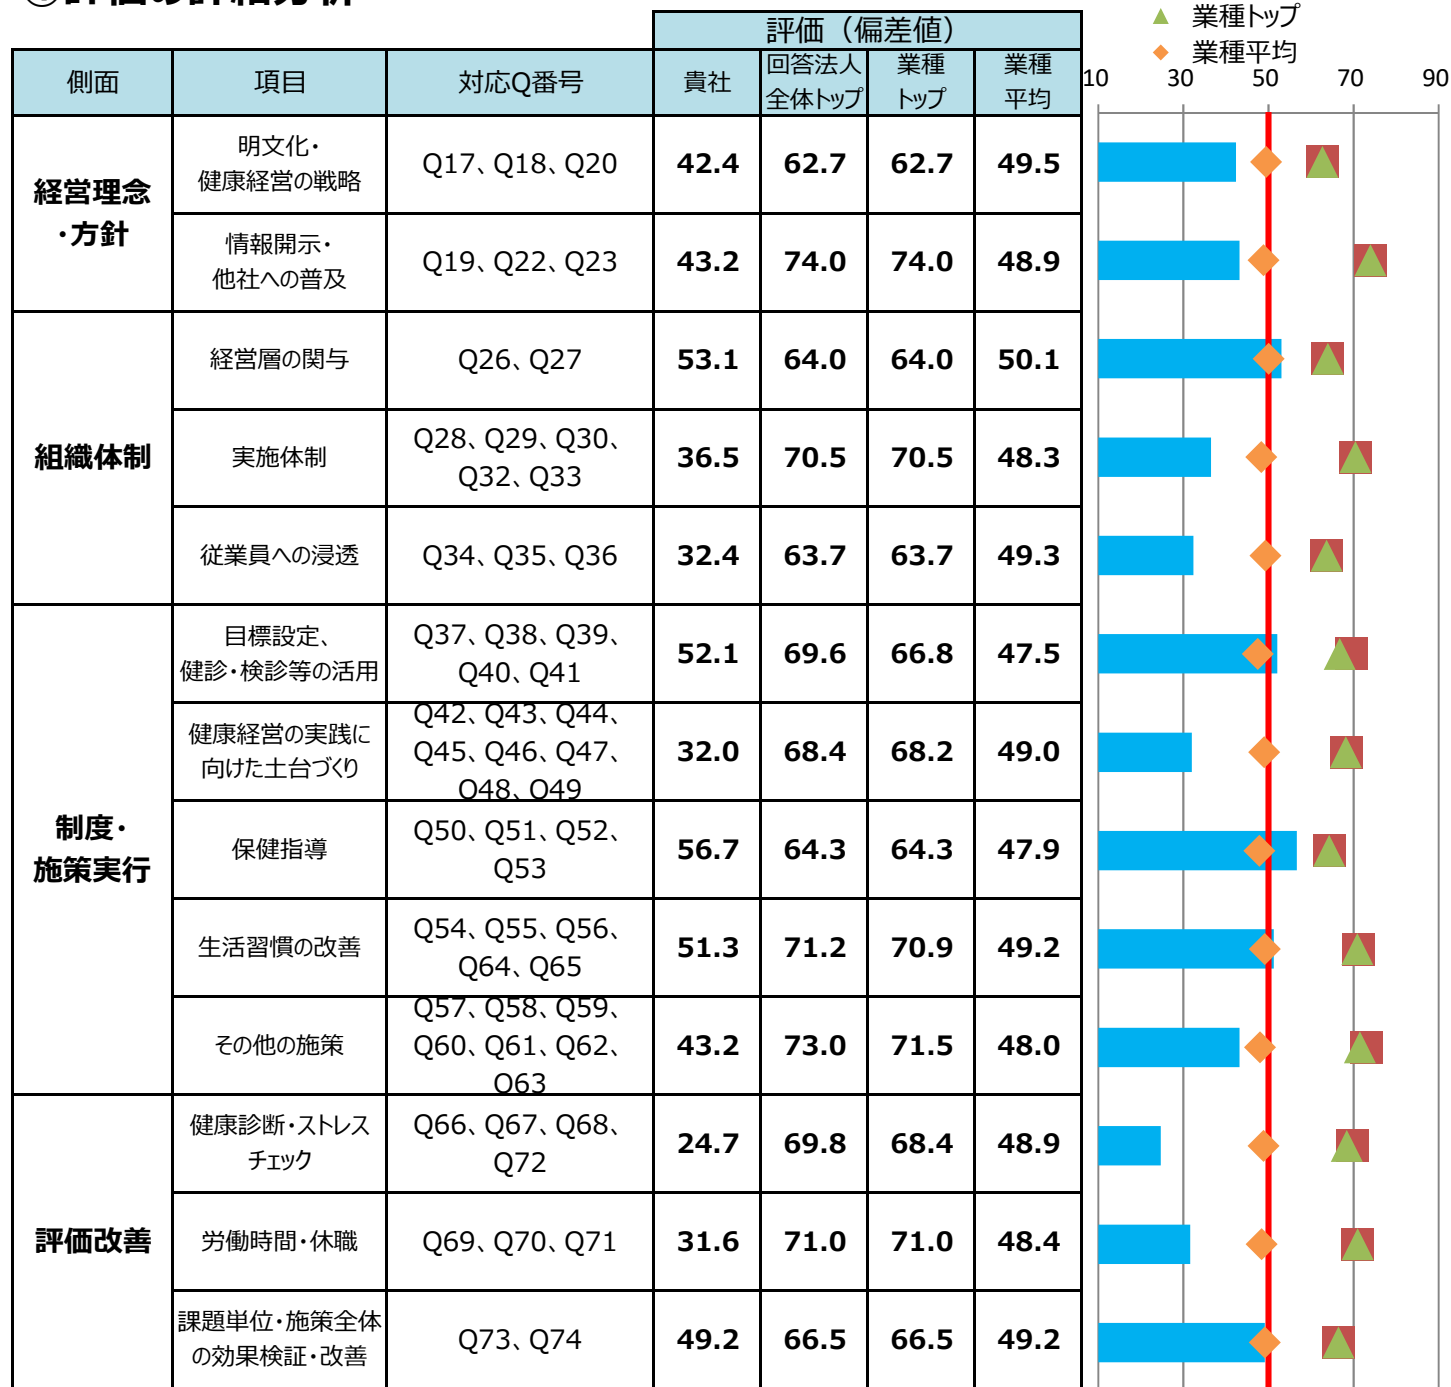 ③評価の詳細分析
業種トップ
業種平均
評価（偏差値）
側面 項目 対応Q番号 貴社 回答法人 業種 業種
全体トップ トップ 平均
10 30 50 70 90
経営理念
・方針
明文化・
健康経営の戦略
Q17、Q18、Q20 42.4 62.7 62.7 49.5
情報開示・
他社への普及
Q19、Q22、Q23 43.2 74.0 74.0 48.9
組織体制
経営層の関与 Q26、Q27 53.1 64.0 64.0 50.1
実施体制
Q28、Q29、Q30、
Q32、Q33
36.5 70.5 70.5 48.3
従業員への浸透 Q34、Q35、Q36 32.4 63.7 63.7 49.3
制度・
施策実行
目標設定、
健診・検診等の活用
Q37、Q38、Q39、
Q40、Q41
52.1 69.6 66.8 47.5
健康経営の実践に
向けた土台づくり
Q42、Q43、Q44、
Q45、Q46、Q47、
Q48、Q49
32.0 68.4 68.2 49.0
保健指導
Q50、Q51、Q52、
Q53
56.7 64.3 64.3 47.9
生活習慣の改善
Q54、Q55、Q56、
Q64、Q65
51.3 71.2 70.9 49.2
その他の施策
Q57、Q58、Q59、
Q60、Q61、Q62、
Q63
43.2 73.0 71.5 48.0
評価改善
健康診断・ストレス
チェック
Q66、Q67、Q68、
Q72
24.7 69.8 68.4 48.9
労働時間・休職 Q69、Q70、Q71 31.6 71.0 71.0 48.4
課題単位・施策全体
の効果検証・改善
Q73、Q74 49.2 66.5 66.5 49.2